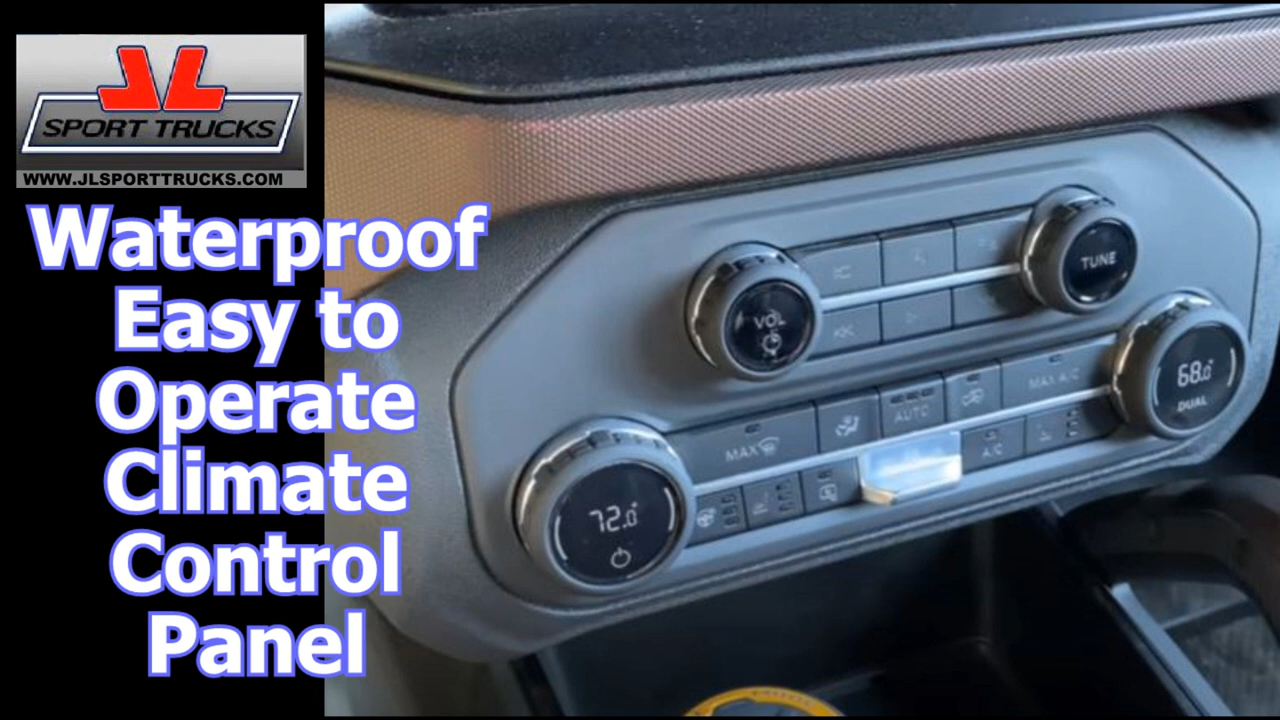 JL
SPORT TRUCKS
WWW.JLSPORTTRUCKS.COM
Waterproof
Easy to
Operate
Climate
Control
Panel
TUNE
VOL
68.0°
DUAL
MAX A/C
AUTO
MAX
A/C
72.0°